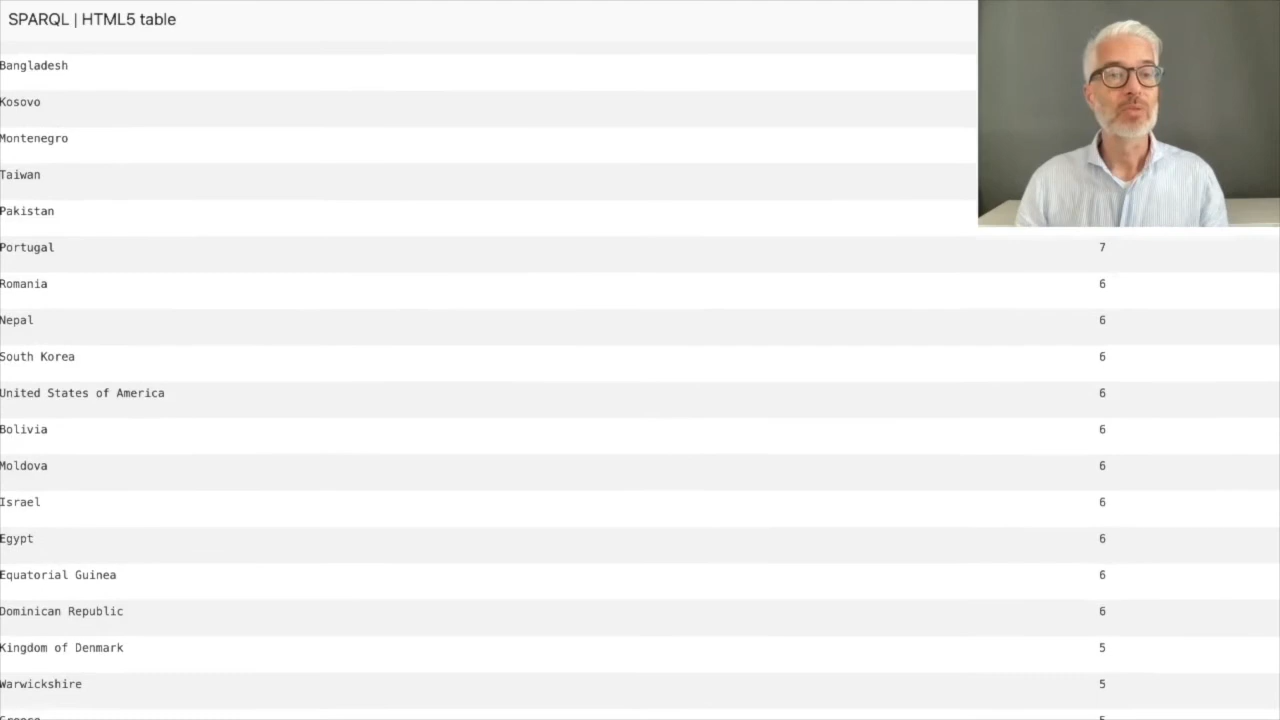 SPARQL | HTML5 table
Bangladesh
Kosovo
Montenegro
Taiwan
Pakistan
Portugal 7
Romania 6
Nepal 6
South Korea 6
United States of America 6
Bolivia 6
Moldova 6
Israel 6
Egypt 6
Equatorial Guinea 6
Dominican Republic 6
Kingdom of Denmark 5
Warwickshire 5